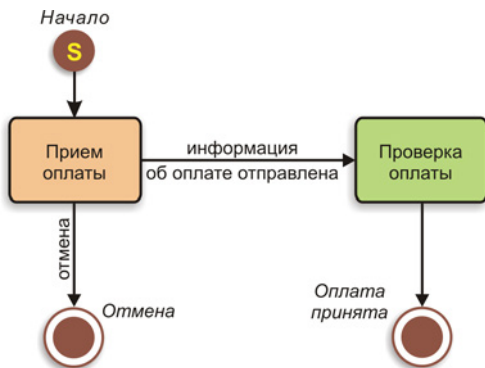 Начало
S
Прием
оплаты
информация
об оплате отправлена
Проверка
оплаты
отмена
Отмена
Оплата
принята